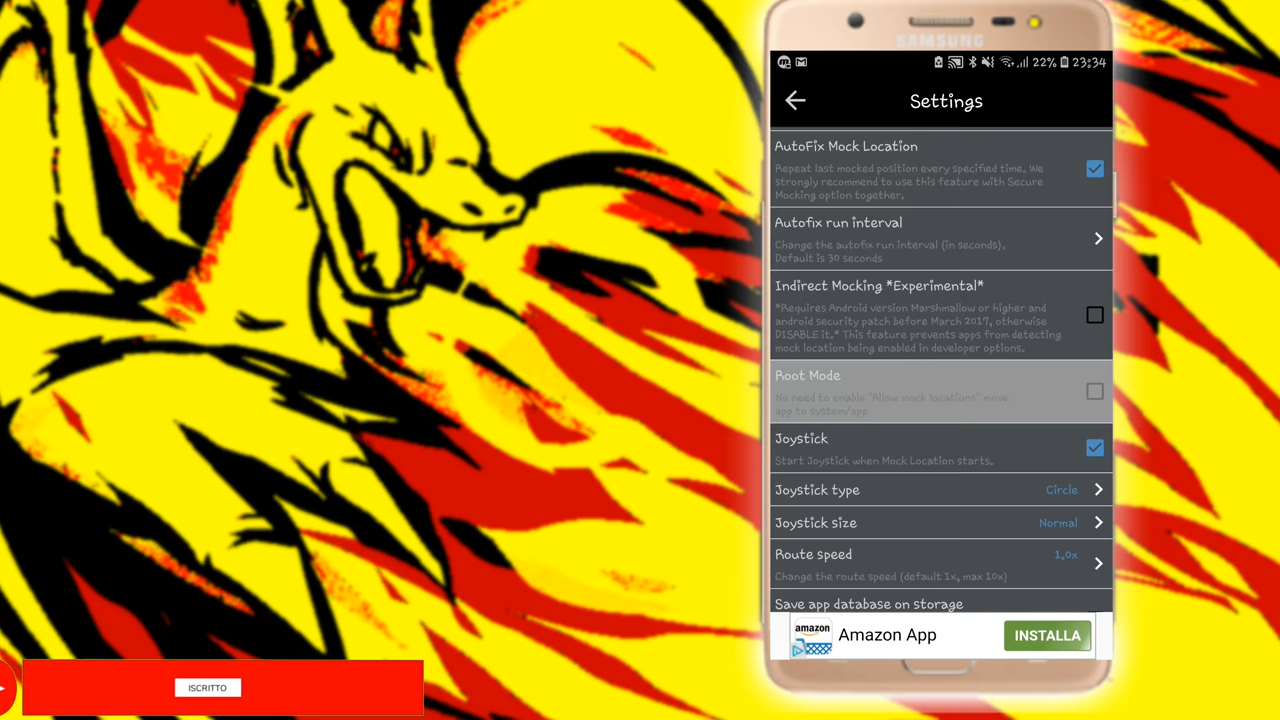 SAMSUNG
22% 23:34
Settings
AutoFix Mock Location
Repeat last mocked position every specified time. We
strongly recommend to use this feature with Secure
Mocking option together.
Autofix run interval
Change the autofix run interval (in seconds).
Default is 30 seconds
Indirect Mocking *Experimental*
*Requires Android version Marshmallow or higher and
android security patch before March 2017, otherwise
DISABLE it.* This feature prevents apps from detecting
mock location being enabled in developer options.
Root Mode
No need to enable "Allow mock locations" move
app to system/app
Joystick
Start Joystick when Mock Location starts.
Joystick type Circle
Joystick size Normal
Route speed 1,0x
Change the route speed (default 1x, max 10x)
Save app database on storage
amazon
Amazon App
INSTALLA
ISCRITTO